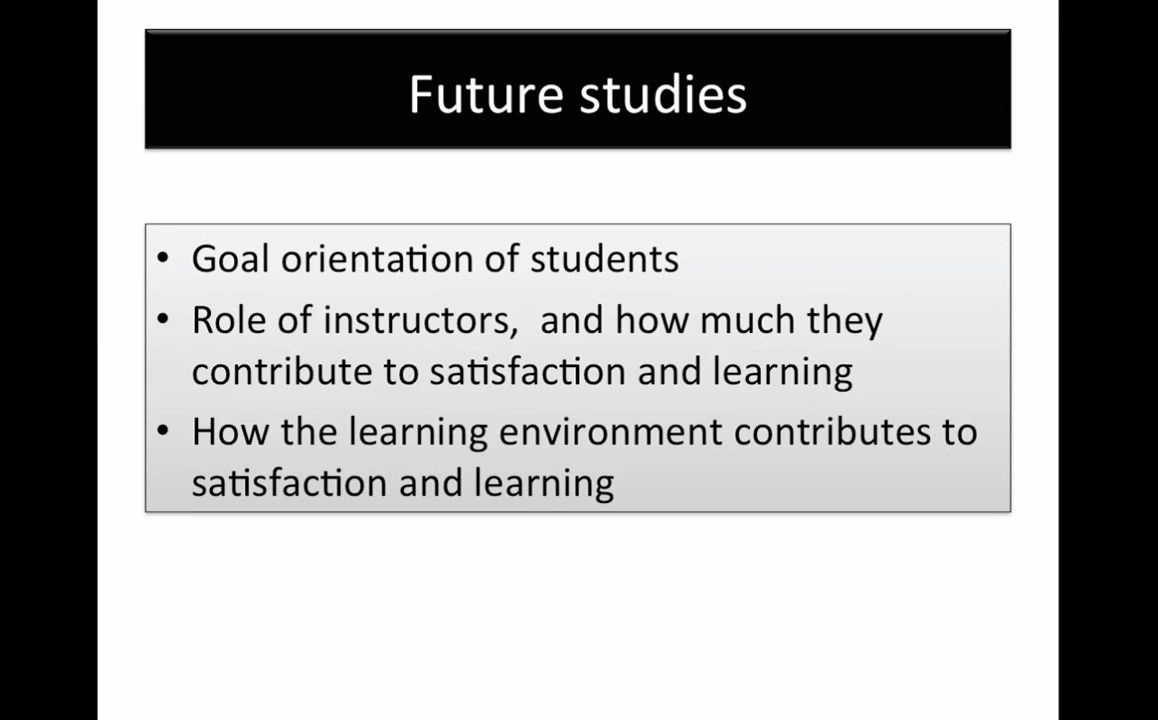 Future studies
• Goal orientation of students
• Role of instructors,  and how much they
contribute to satisfaction and learning
• How the learning environment contributes to
satisfaction and learning